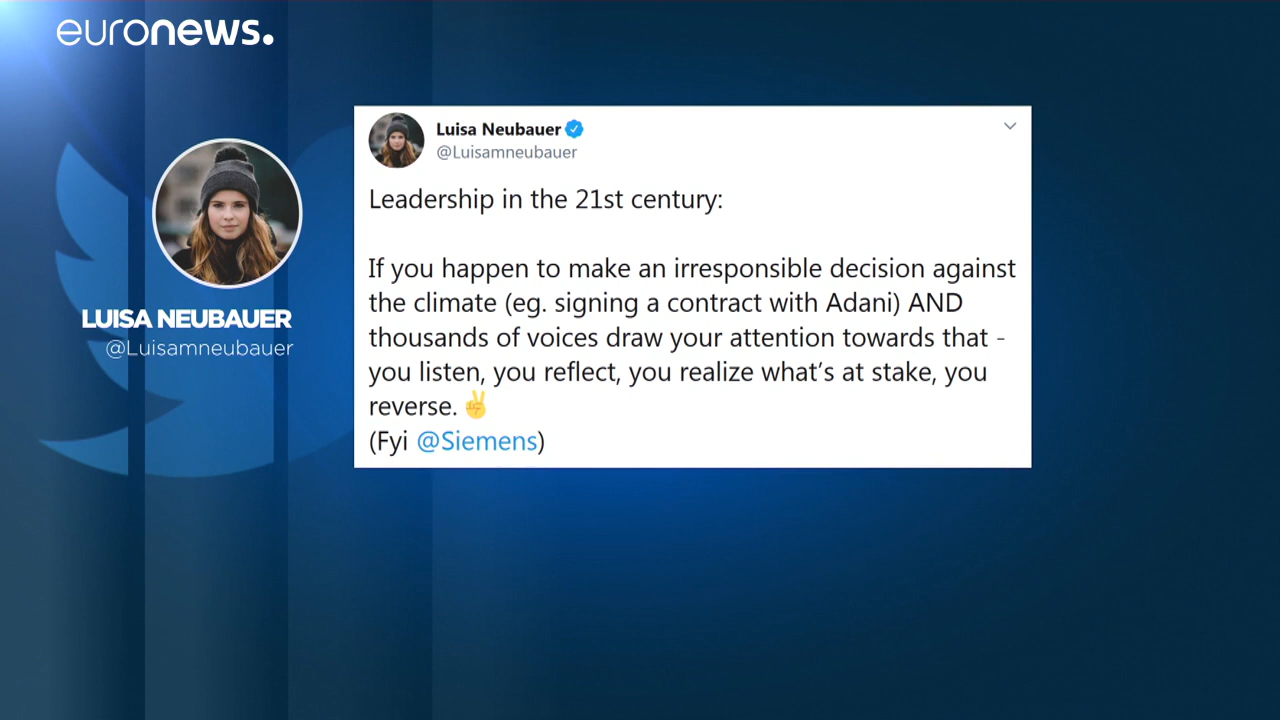 euronews.
LUISA NEUBAUER
@Luisamneubauer
Luisa Neubauer
@Luisamneubauer
Leadership in the 21st century:
If you happen to make an irresponsible decision against
the climate (eg. signing a contract with Adani) AND
thousands of voices draw your attention towards that -
you listen, you reflect, you realize what’s at stake, you
reverse. ✌
(Fyi @Siemens)